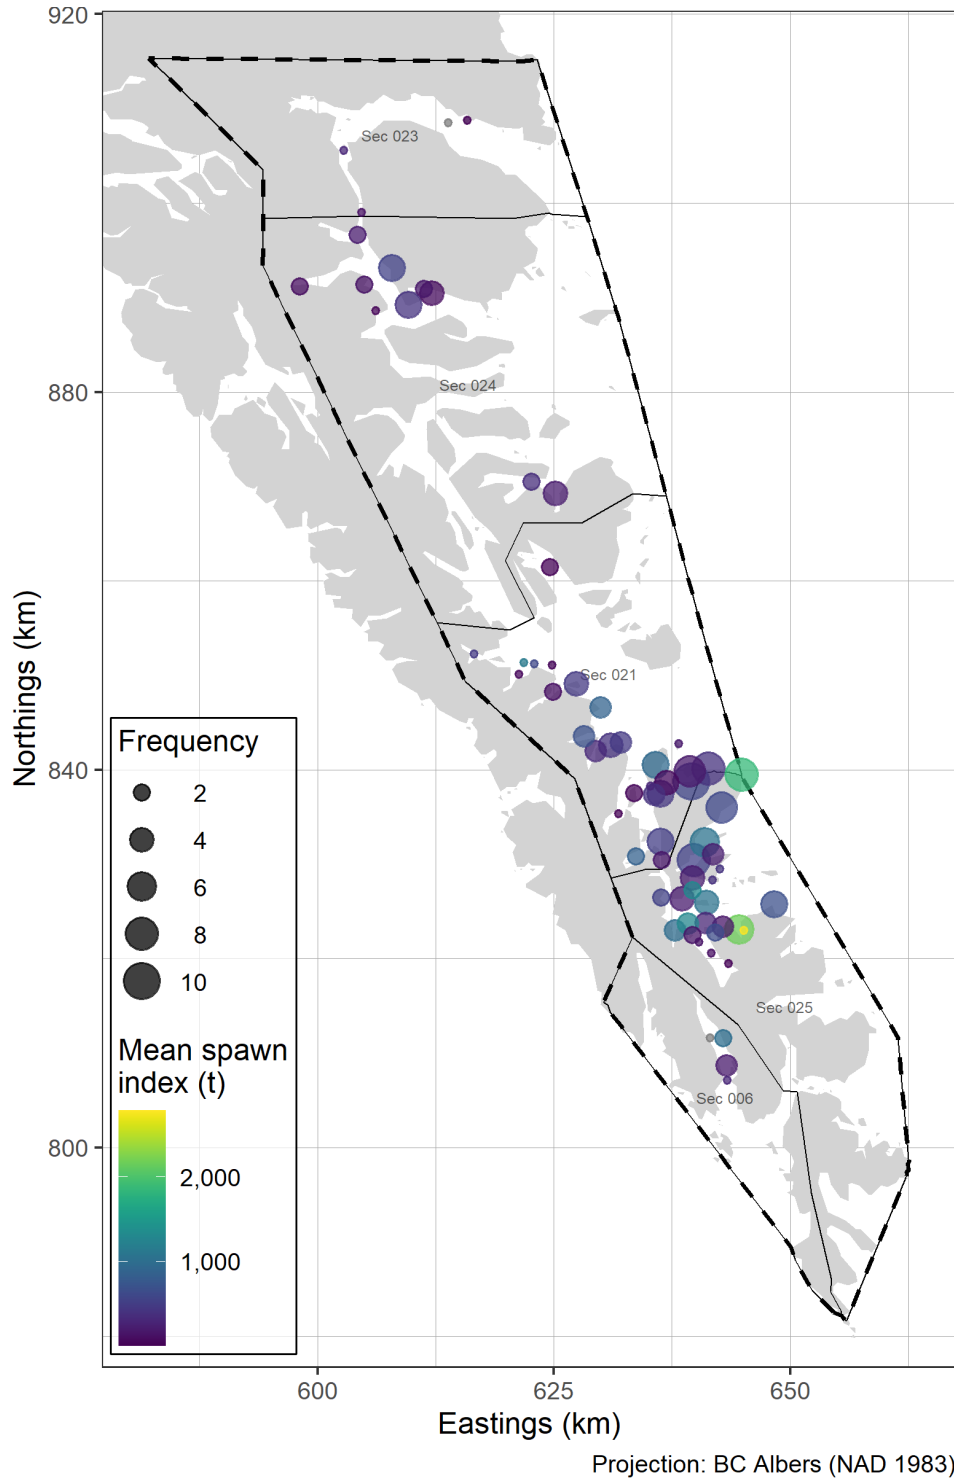 920
Sec 023
880
Sec 024
Northings (km)
Sec 021
Frequency
2
840
4
6
8
10
Sec 025
Mean spawn
index (t)
Sec 006
800
2,000
1,000
600
625
650
Eastings (km)
Projection: BC Albers (NAD 1983)